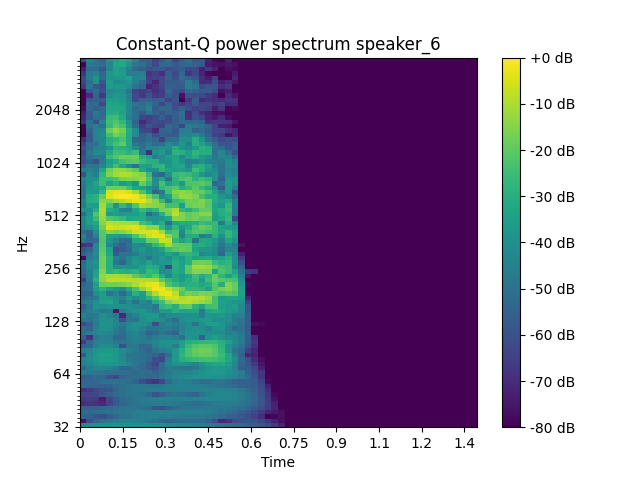 Constant-Q power spectrum speaker_6
Hz
2048
1024
512
256
128
64
32
0 0.15 0.3 0.45 0.6 0.75 0.9 1.1 1.2 1.4
Time
+0 dB
-10 dB
-20 dB
-30 dB
-40 dB
-50 dB
-60 dB
-70 dB
-80 dB